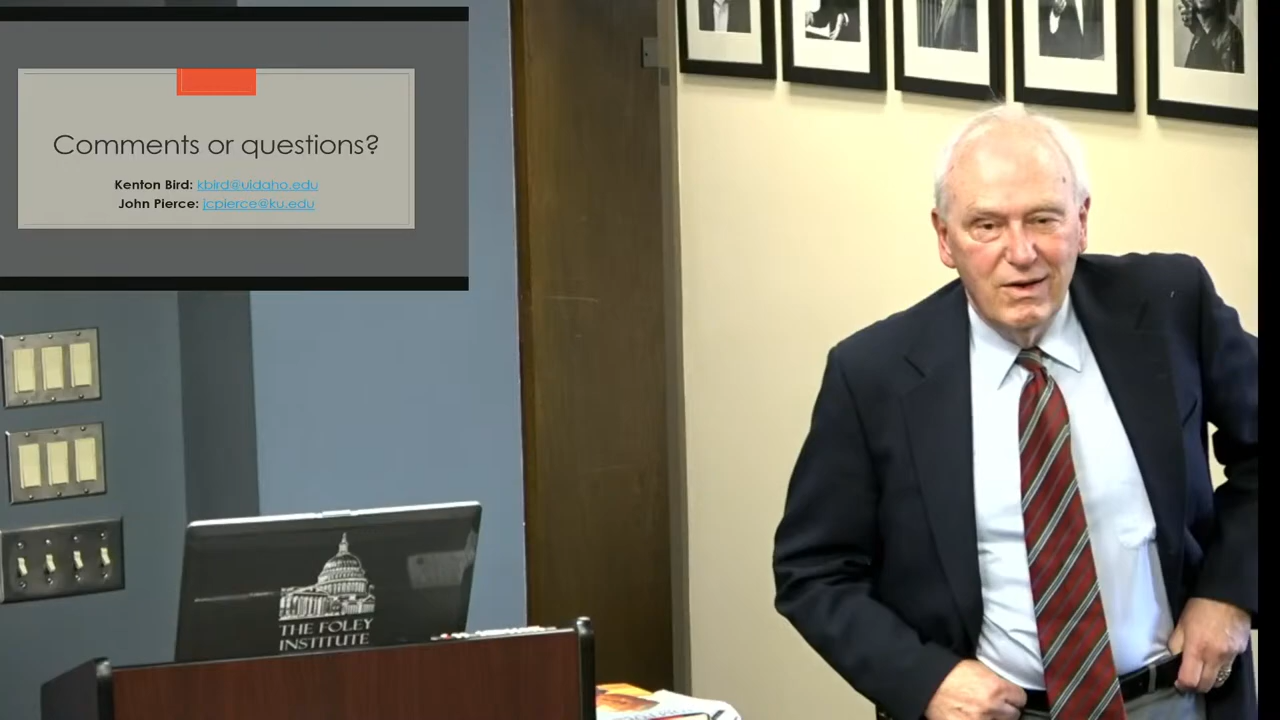 Comments or questions?
Kenton Bird: kbird@uidaho.edu
John Pierce: jcpierce@ku.edu
THE FOLEY
INSTITUTE